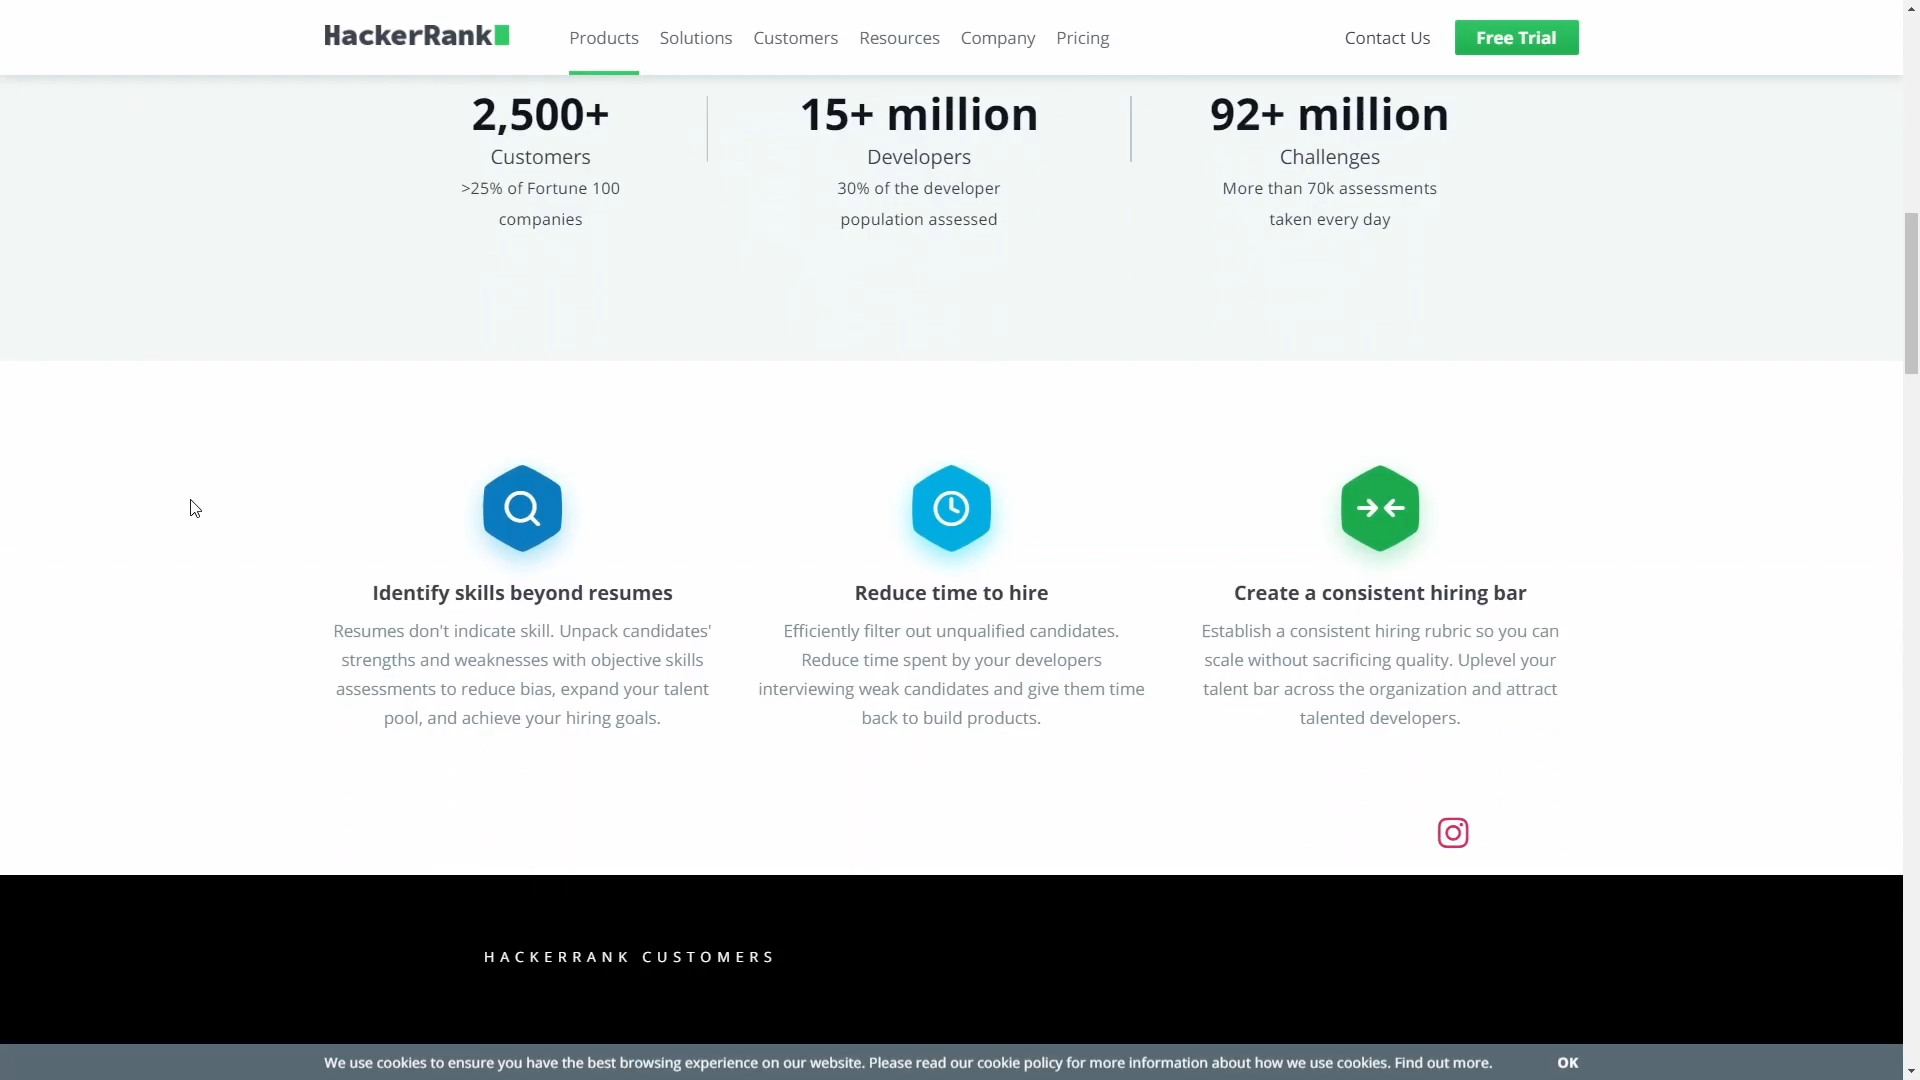 HackerRank
Products Solutions Customers Resources Company Pricing
Contact Us
Free Trial
2,500+
Customers
>25% of Fortune 100
companies
15+ million
Developers
30% of the developer
population assessed
92+ million
Challenges
More than 70k assessments
taken every day
Identify skills beyond resumes
Resumes don't indicate skill. Unpack candidates'
strengths and weaknesses with objective skills
assessments to reduce bias, expand your talent
pool, and achieve your hiring goals.
Reduce time to hire
Efficiently filter out unqualified candidates.
Reduce time spent by your developers
interviewing weak candidates and give them time
back to build products.
Create a consistent hiring bar
Establish a consistent hiring rubric so you can
scale without sacrificing quality. Uplevel your
talent bar across the organization and attract
talented developers.
HACKERRANK CUSTOMERS
We use cookies to ensure you have the best browsing experience on our website. Please read our cookie policy for more information about how we use cookies. Find out more.
OK